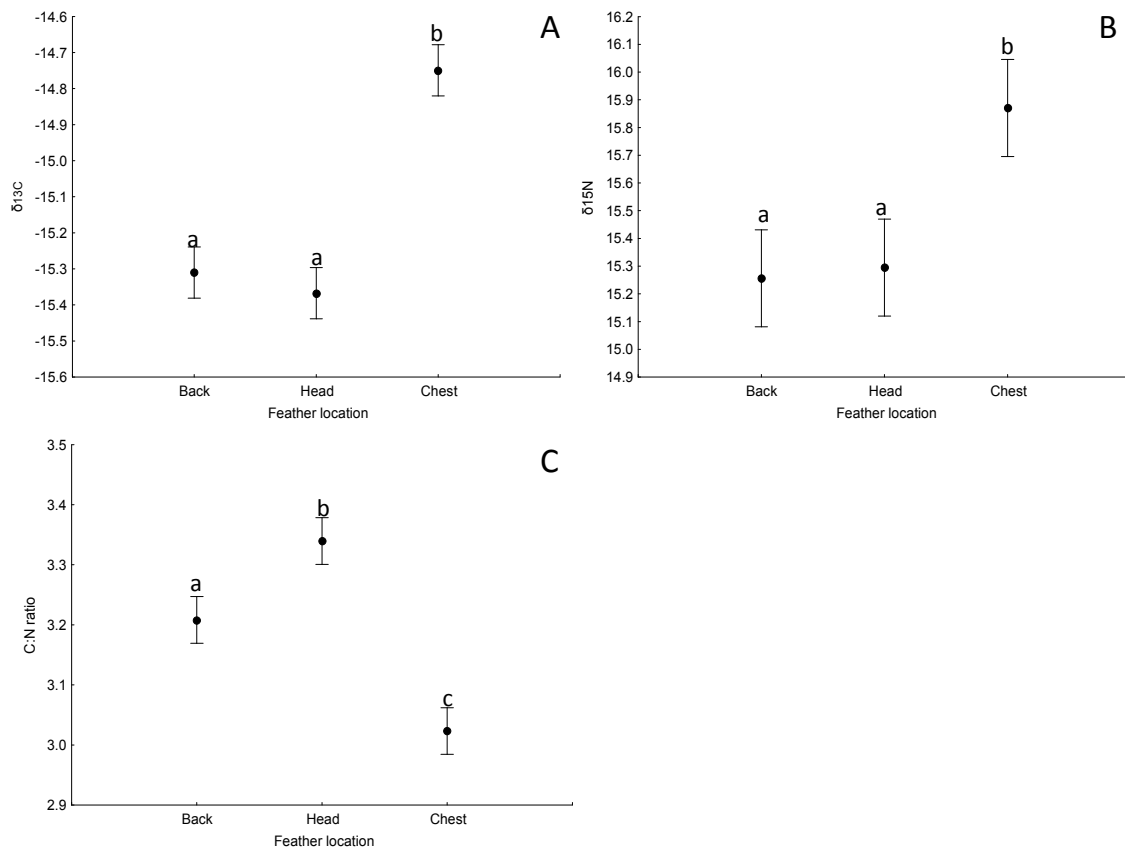 A
-14.6
-14.7
-14.8
-14.9
-15.0
-15.1
-15.2
-15.3
-15.4
-15.5
-15.6
δ13C
a
a
b
Back Head Chest
Feather location
B
16.2
16.1
16.0
15.9
15.8
15.7
15.6
15.5
15.4
15.3
15.2
15.1
15.0
14.9
δ15N
a
a
b
Back Head Chest
Feather location
C
3.5
3.4
3.3
3.2
3.1
3.0
2.9
C:N ratio
a
b
c
Back Head Chest
Feather location